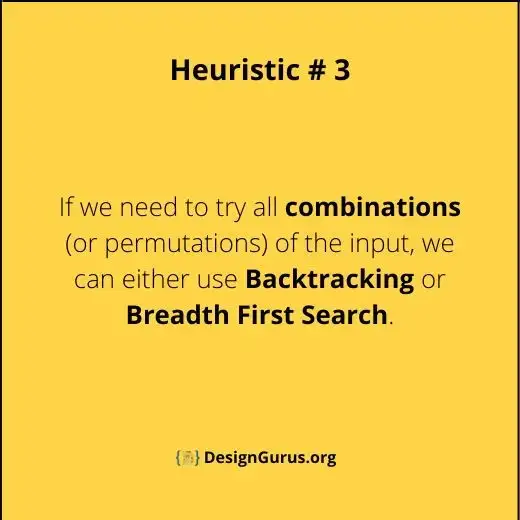 Heuristic # 3
If we need to try all combinations
(or permutations) of the input, we
can either use Backtracking or
Breadth First Search.
DesignGurus.org